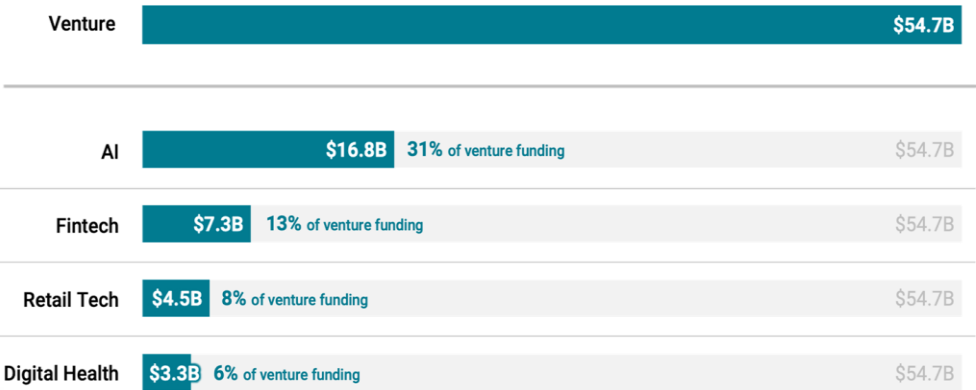 Venture $54.7B
AI $16.8B 31% of venture funding $54.7B
Fintech $7.3B 13% of venture funding $54.7B
Retail Tech $4.5B 8% of venture funding $54.7B
Digital Health $3.3B 6% of venture funding $54.7B